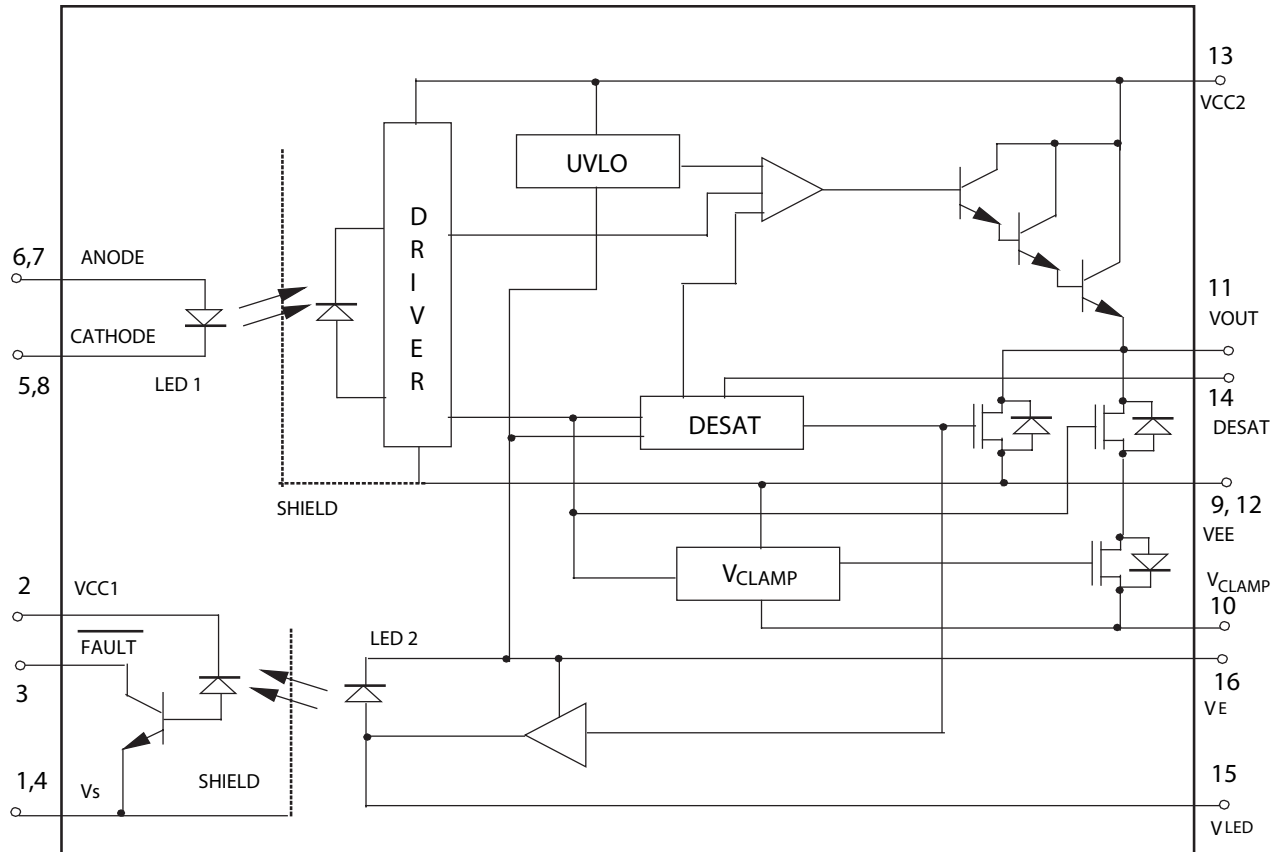 13
VCC2
UVLO
D
R
I
V
E
R
6,7
ANODE
CATHODE
5,8
LED 1
11
VOUT
14
DESAT
DESAT
SHIELD
9, 12
VEE
VCLAMP
VCLAMP
10
2
VCC1
FAULT
3
LED 2
16
VE
1,4
Vs
SHIELD
15
VLED